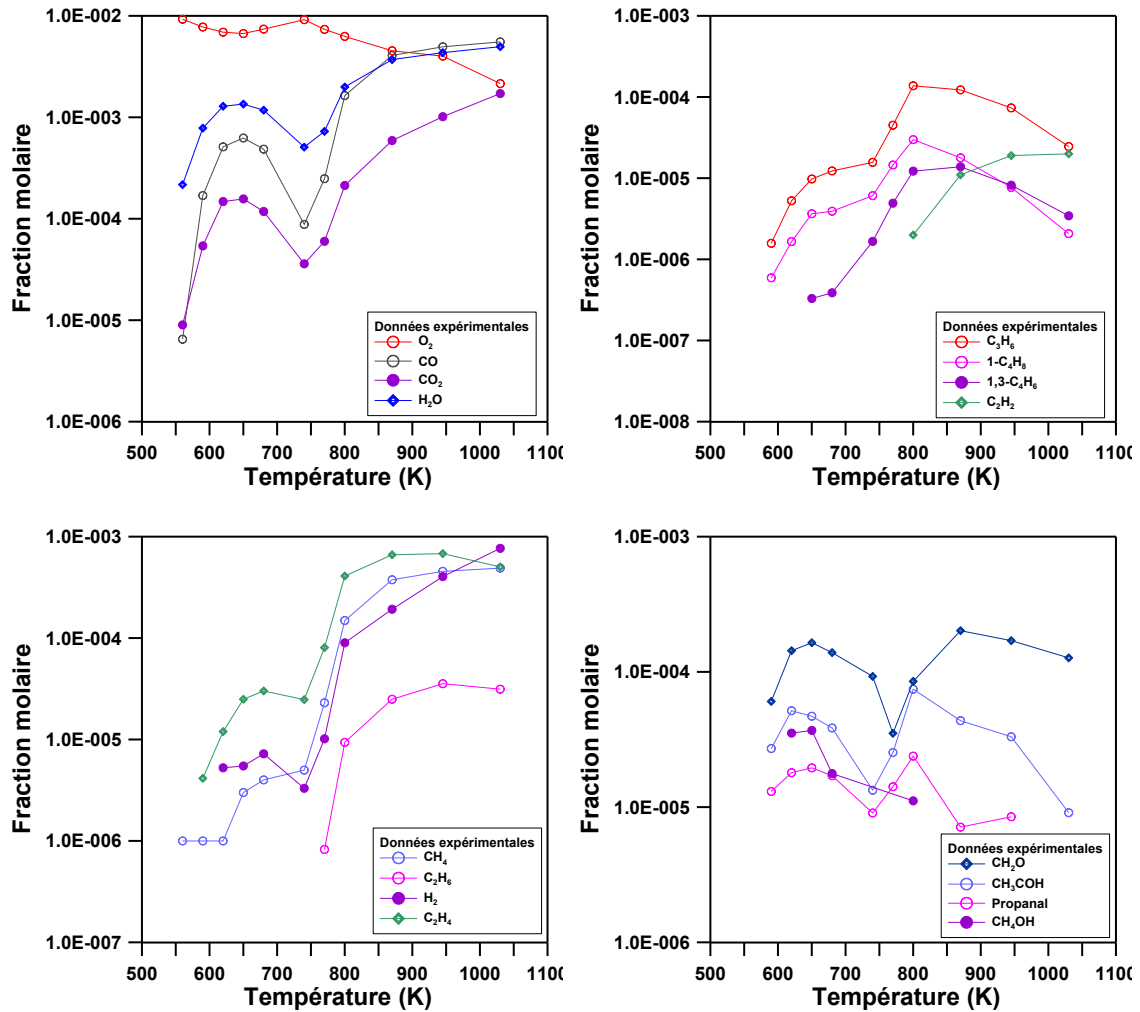 1.0E-002
1.0E-003
1.0E-004
1.0E-005
1.0E-006
Fraction molaire
500 600 700 800 900 1000 1100
Température (K)
Données expérimentales
O₂
CO
CO₂
H₂O
1.0E-003
1.0E-004
1.0E-005
1.0E-006
1.0E-007
1.0E-008
Fraction molaire
500 600 700 800 900 1000 110
Température (K)
Données expérimentales
C₃H₆
1-C₄H₈
1,3-C₄H₆
C₂H₂
1.0E-003
1.0E-004
1.0E-005
1.0E-006
1.0E-007
Fraction molaire
500 600 700 800 900 1000 1100
Température (K)
Données expérimentales
CH₄
C₂H₆
H₂
C₂H₄
1.0E-003
1.0E-004
1.0E-005
1.0E-006
Fraction molaire
500 600 700 800 900 1000 110
Température (K)
Données expérimentales
CH₂O
CH₃COH
Propanal
CH₄OH